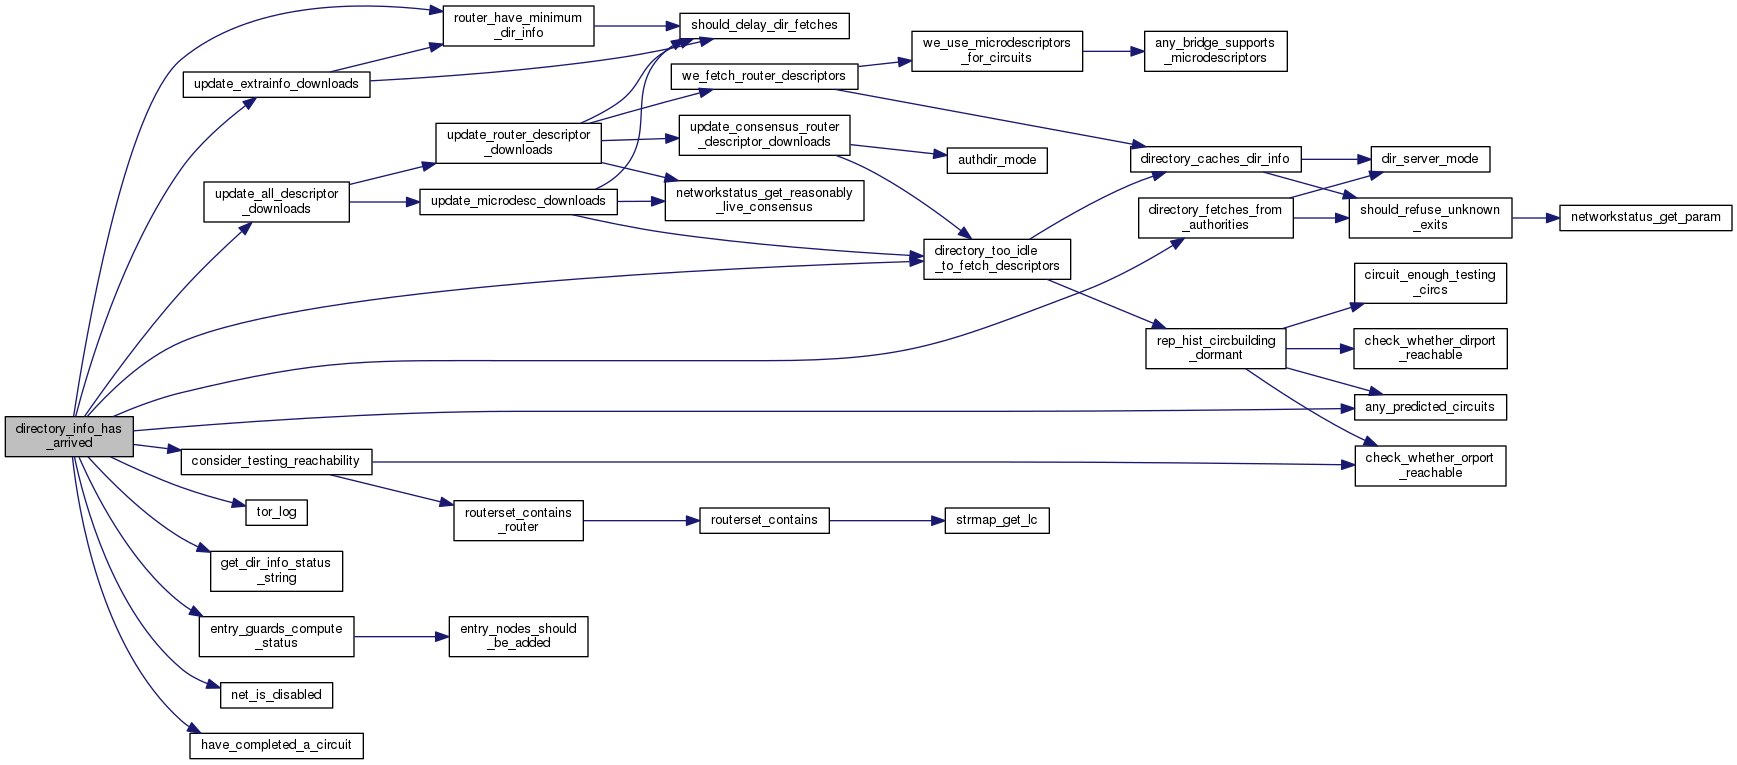 router_have_minimum
_dir_info
should_delay_dir_fetches
we_use_microdescriptors
_for_circuits
any_bridge_supports
_microdescriptors
update_extrainfo_downloads
we_fetch_router_descriptors
update_router_descriptor
_downloads
update_consensus_router
_descriptor_downloads
authdir_mode
directory_caches_dir_info
dir_server_mode
update_all_descriptor
_downloads
update_microdesc_downloads
networkstatus_get_reasonably
_live_consensus
directory_fetches_from
_authorities
should_refuse_unknown
_exits
networkstatus_get_param
directory_too_idle
_to_fetch_descriptors
circuit_enough_testing
_circs
rep_hist_circbuilding
_dormant
check_whether_dirport
_reachable
any_predicted_circuits
directory_info_has
_arrived
consider_testing_reachability
check_whether_orport
_reachable
tor_log
routerset_contains
_router
routerset_contains
strmap_get_lc
get_dir_info_status
_string
entry_guards_compute
_status
entry_nodes_should
_be_added
net_is_disabled
have_completed_a_circuit